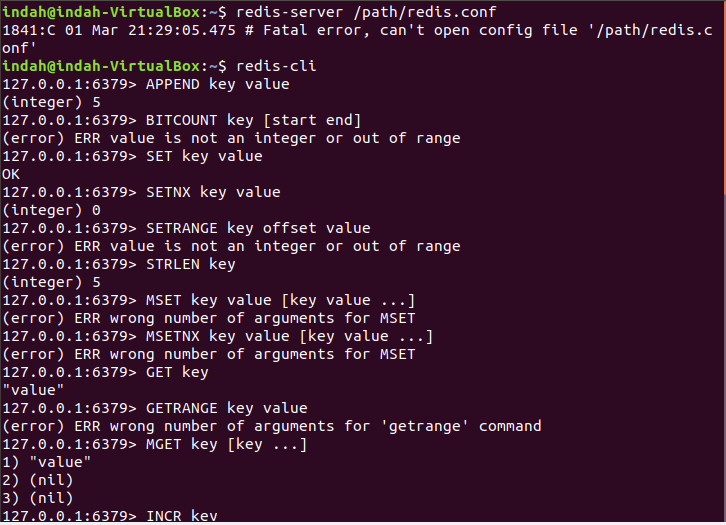 indah@indah-VirtualBox:~$ redis-server /path/redis.conf
1841:C 01 Mar 21:29:05.475 # Fatal error, can't open config file '/path/redis.c
onf'
indah@indah-VirtualBox:~$ redis-cli
127.0.0.1:6379> APPEND key value
(integer) 5
127.0.0.1:6379> BITCOUNT key [start end]
(error) ERR value is not an integer or out of range
127.0.0.1:6379> SET key value
OK
127.0.0.1:6379> SETNX key value
(integer) 0
127.0.0.1:6379> SETRANGE key offset value
(error) ERR value is not an integer or out of range
127.0.0.1:6379> STRLEN key
(integer) 5
127.0.0.1:6379> MSET key value [key value ...]
(error) ERR wrong number of arguments for MSET
127.0.0.1:6379> MSETNX key value [key value ...]
(error) ERR wrong number of arguments for MSET
127.0.0.1:6379> GET key
"value"
127.0.0.1:6379> GETRANGE key value
(error) ERR wrong number of arguments for 'getrange' command
127.0.0.1:6379> MGET key [key ...]
1) "value"
2) (nil)
3) (nil)
127.0.0.1:6379> INCR key